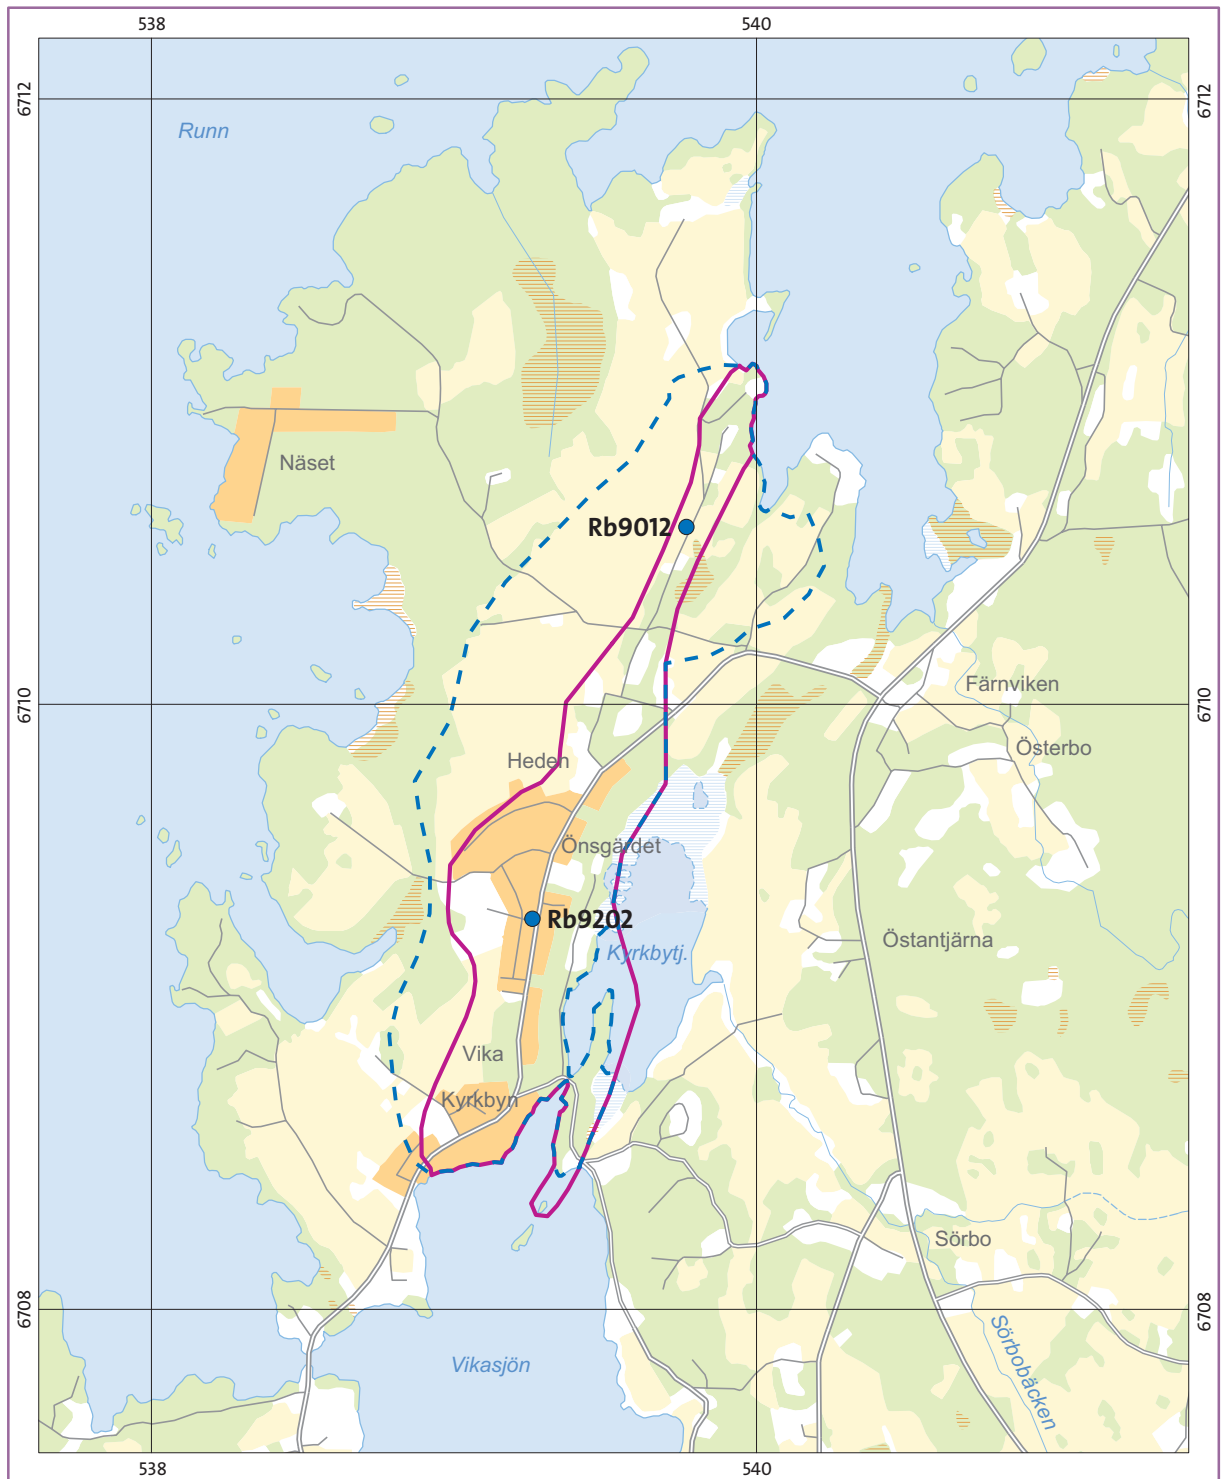 538
540
6712
6712
Runn
Näset
Rb9012
Färnviken
6710
6710
Österbo
Heden
Önsgärdet
Rb9202
Östantjärna
Kyrkbytj.
Vika
Kyrkbyn
Sörbo
6708
6708
Sörbobäcken
Vikasjön
538
540